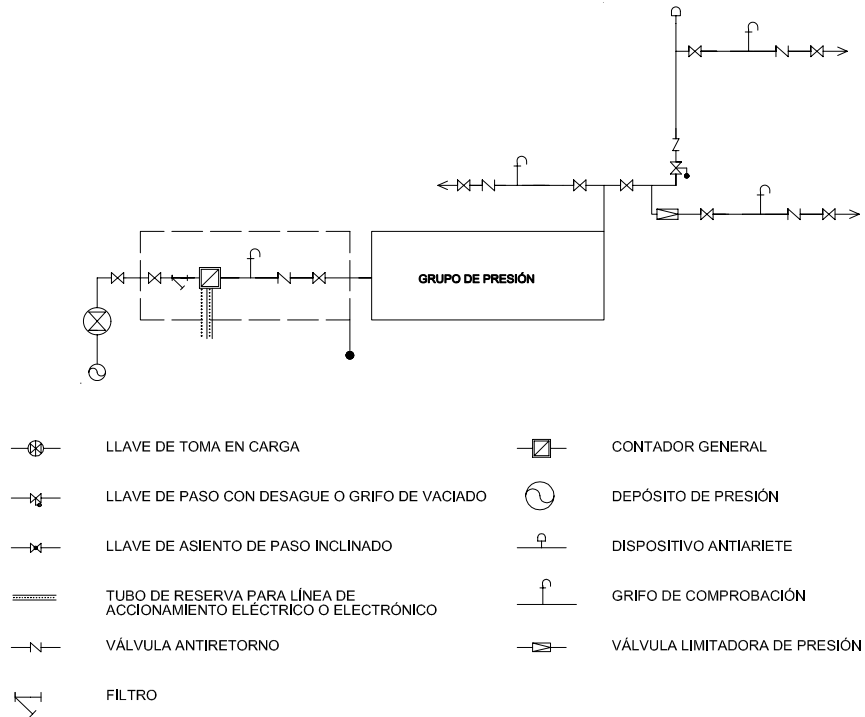 GRUPO DE PRESIÓN
LLAVE DE TOMA EN CARGA
LLAVE DE PASO CON DESAGUE O GRIFO DE VACIADO
LLAVE DE ASIENTO DE PASO INCLINADO
TUBO DE RESERVA PARA LÍNEA DE
ACCIONAMIENTO ELÉCTRICO O ELECTRÓNICO
VÁLVULA ANTIRETORNO
FILTRO
CONTADOR GENERAL
DEPÓSITO DE PRESIÓN
DISPOSITIVO ANTIARIETE
GRIFO DE COMPROBACIÓN
VÁLVULA LIMITADORA DE PRESIÓN